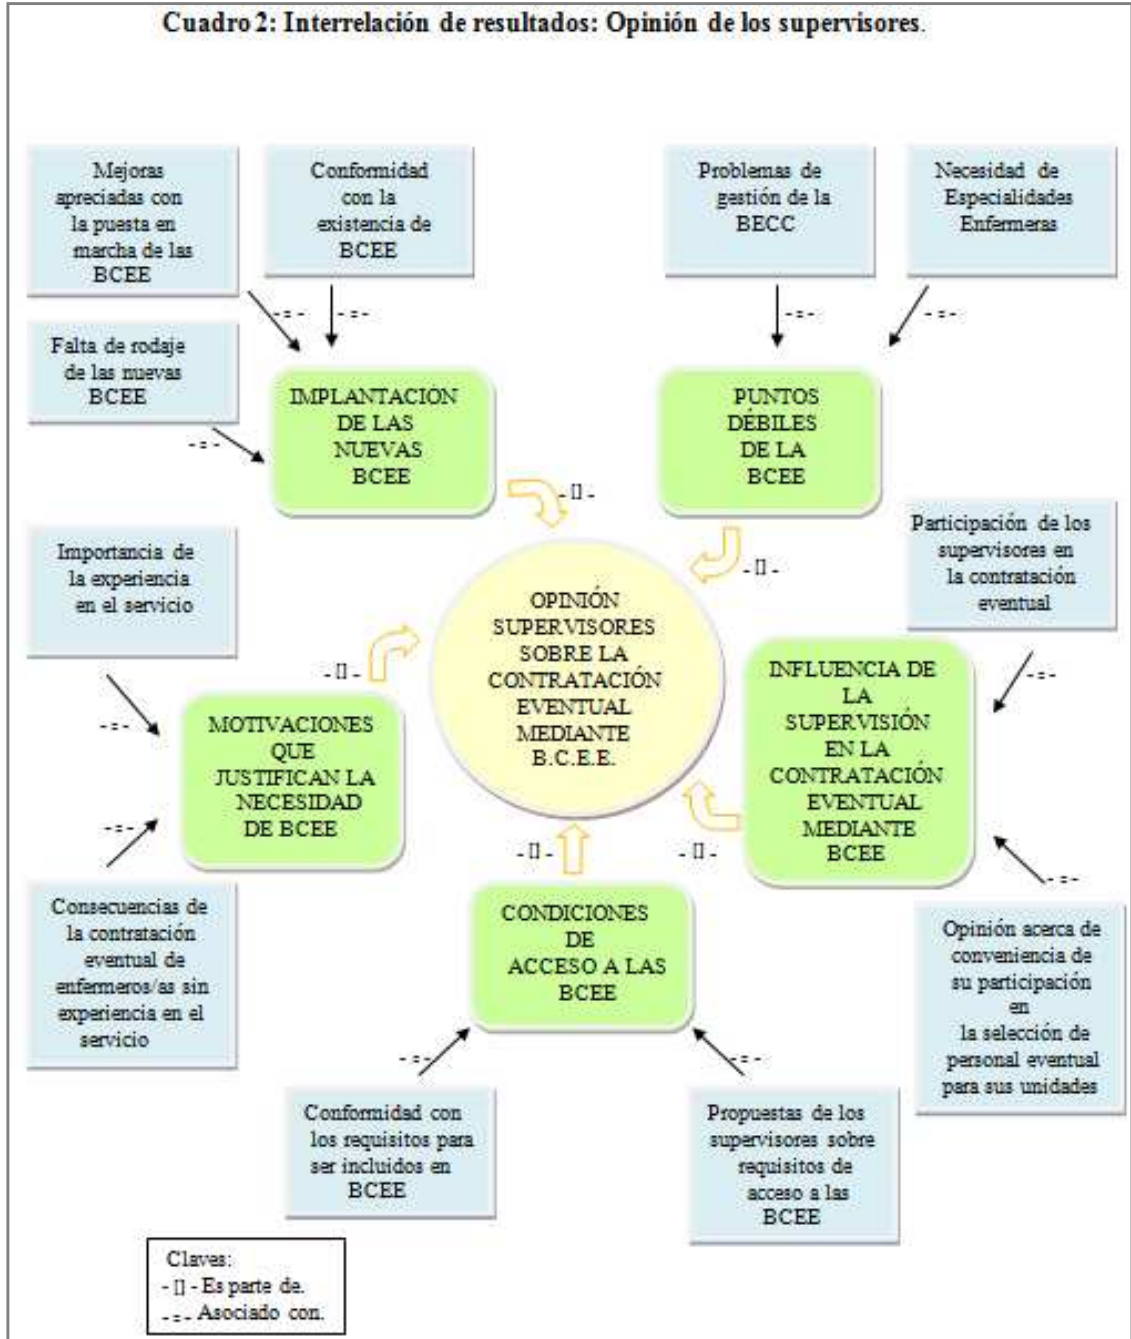 Cuadro 2: Interrelación de resultados: Opinión de los supervisores.
Mejoras
apreciadas con
la puesta en
marcha de las
BCEE
Conformidad
con la
existencia de
BCEE
Problemas de
gestión de la
BECC
Necesidad de
Especialidades
Enfermeras
- = -
- = -
- = -
- = -
Falta de rodaje
de las nuevas
BCEE
- = -
IMPLANTACIÓN
DE LAS
NUEVAS
BCEE
PUNTOS
DÉBILES
DE LA
BCEE
- [] -
- [] -
Importancia de
la experiencia
en el servicio
Participación de los
supervisores en
la contratación
eventual
OPINIÓN
SUPERVISORES
SOBRE LA
CONTRATACIÓN
EVENTUAL
MEDIANTE
B.C.E.E.
- [] -
- = -
- = -
MOTIVACIONES
QUE
JUSTIFICAN LA
NECESIDAD
DE BCEE
INFLUENCIA DE
LA
SUPERVISIÓN
EN LA
CONTRATACIÓN
EVENTUAL
MEDIANTE
BCEE
- = -
- [] -
- [] -
- = -
Consecuencias de
la contratación
eventual de
enfermeros/as sin
experiencia en el
servicio
CONDICIONES
DE
ACCESO A LAS
BCEE
Opinión acerca de
conveniencia de
su participación
en
la selección de
personal eventual
para sus unidades
- = -
- = -
Conformidad con
los requisitos para
ser incluidos en
BCEE
Propuestas de los
supervisores sobre
requisitos de
acceso a las
BCEE
Claves:
- [] - Es parte de.
- = - Asociado con.